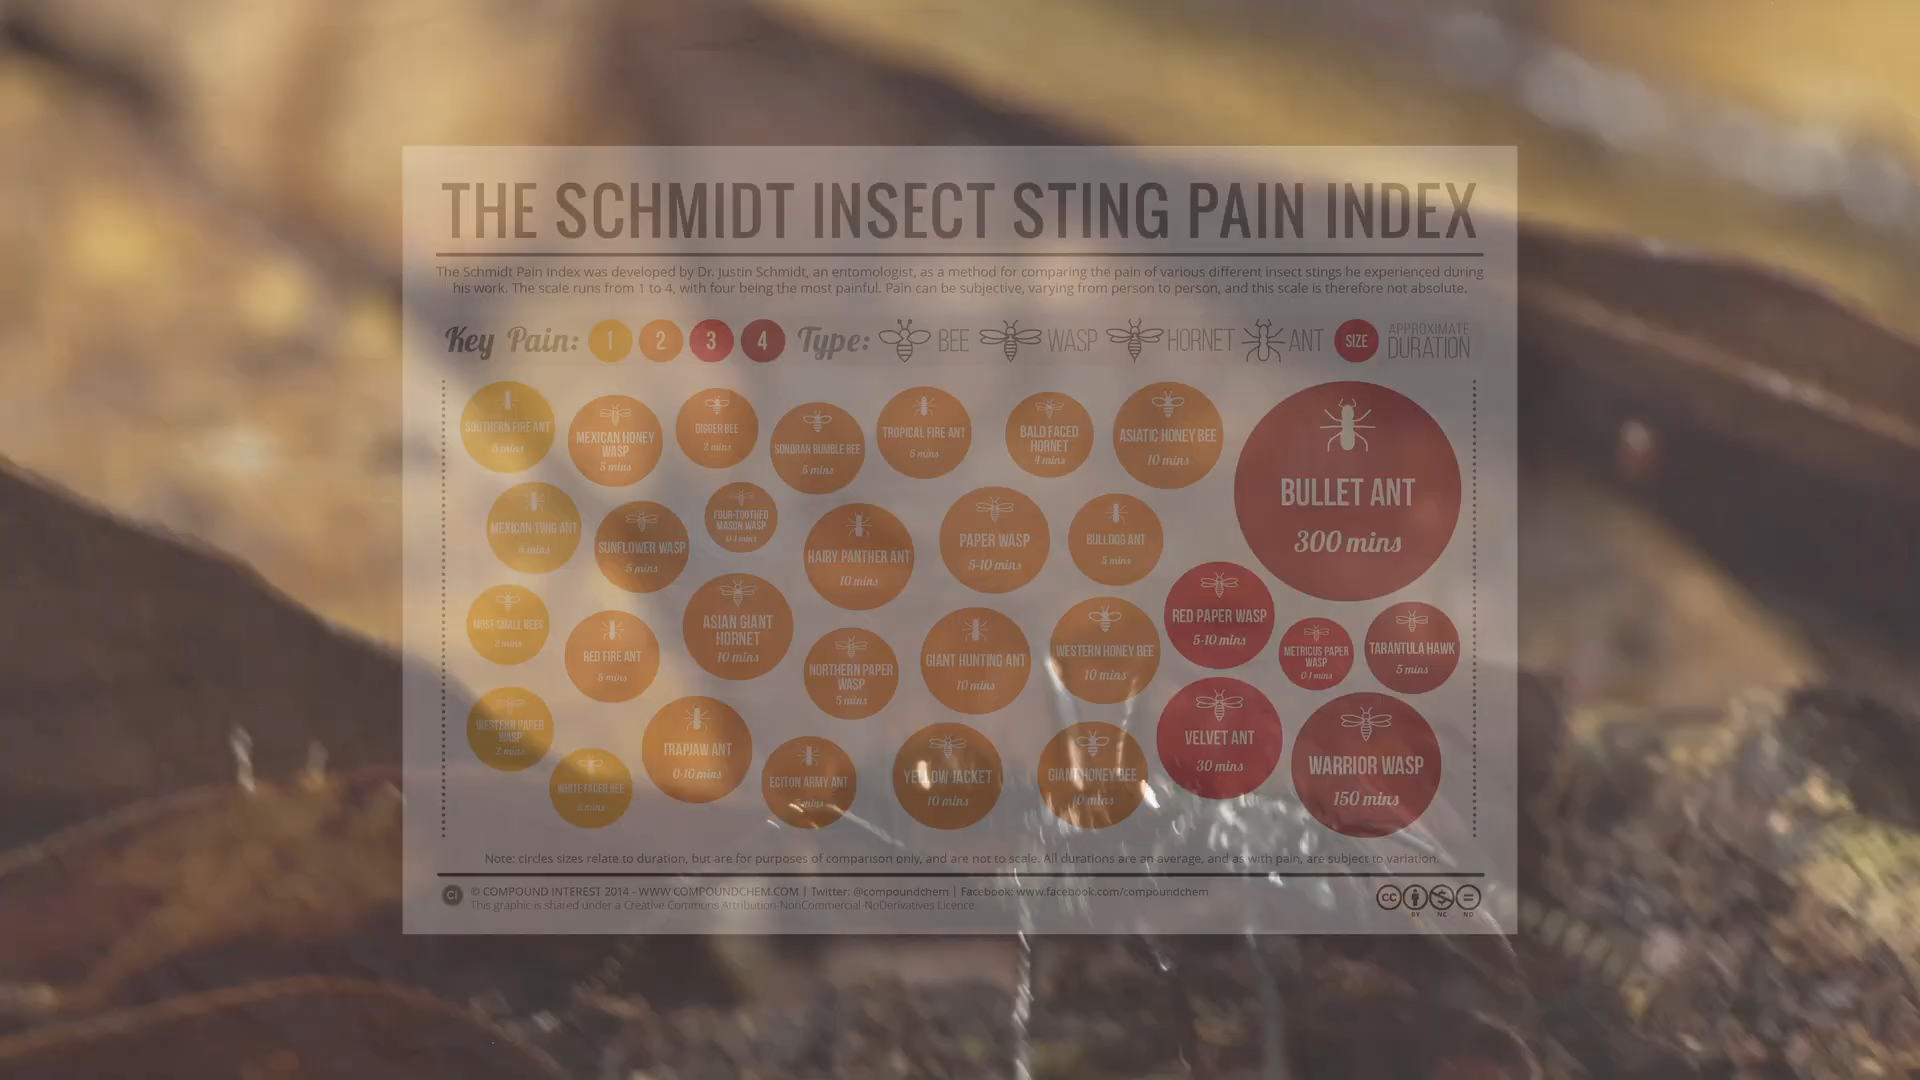 THE SCHMIDT INSECT STING PAIN INDEX
The Schmidt Pain Index was developed by Dr. Justin Schmidt, an entomologist, as a method for comparing the pain of various different insect stings he experienced during
his work. The scale runs from 1 to 4, with four being the most painful. Pain can be subjective, varying from person to person, and this scale is therefore not absolute.
Key Pain: 1 2 3 4 Type: BEE WASP HORNET ANT SIZE APPROXIMATE
DURATION
SOUTHERN FIRE ANT
5 mins
MEXICAN HONEY
WASP
5 mins
DIGGER BEE
2 mins
SONORAN BUMBLE BEE
5 mins
TROPICAL FIRE ANT
5 mins
BALD FACED
HORNET
4 mins
ASIATIC HONEY BEE
10 mins
BULLET ANT
300 mins
MEXICAN TWIG ANT
mins
SUNFLOWER WASP
5 mins
FOUR-TOOTHED
MASON WASP
0-1 mins
HAIRY PANTHER ANT
10 mins
PAPER WASP
5-10 mins
BULLDOG ANT
5 mins
MOST SMALL BEES
2 mins
RED FIRE ANT
5 mins
ASIAN GIANT
HORNET
10 mins
NORTHERN PAPER
WASP
5 mins
GIANT HUNTING ANT
10 mins
WESTERN HONEY BEE
10 mins
RED PAPER WASP
5-10 mins
METRICUS PAPER
WASP
0-1 mins
TARANTULA HAWK
5 mins
WESTERN PAPER
WASP
2 mins
WHITE FACED BEE
mins
TRAPJAW ANT
0-10 mins
ECITON ARMY ANT
mins
YELLOW JACKET
10 mins
GIANT HONEY BEE
10 mins
VELVET ANT
30 mins
WARRIOR WASP
150 mins
Note: circles sizes relate to duration, but are for purposes of comparison only, and are not to scale. All durations are an average, and as with pain, are subject to variation.
Ci © COMPOUND INTEREST 2014 - WWW.COMPOUNDCHEM.COM | Twitter: @compoundchem | Facebook: www.facebook.com/compoundchem
This graphic is shared under a Creative Commons Attribution-NonCommercial-NoDerivatives Licence.
CC
BY NC ND